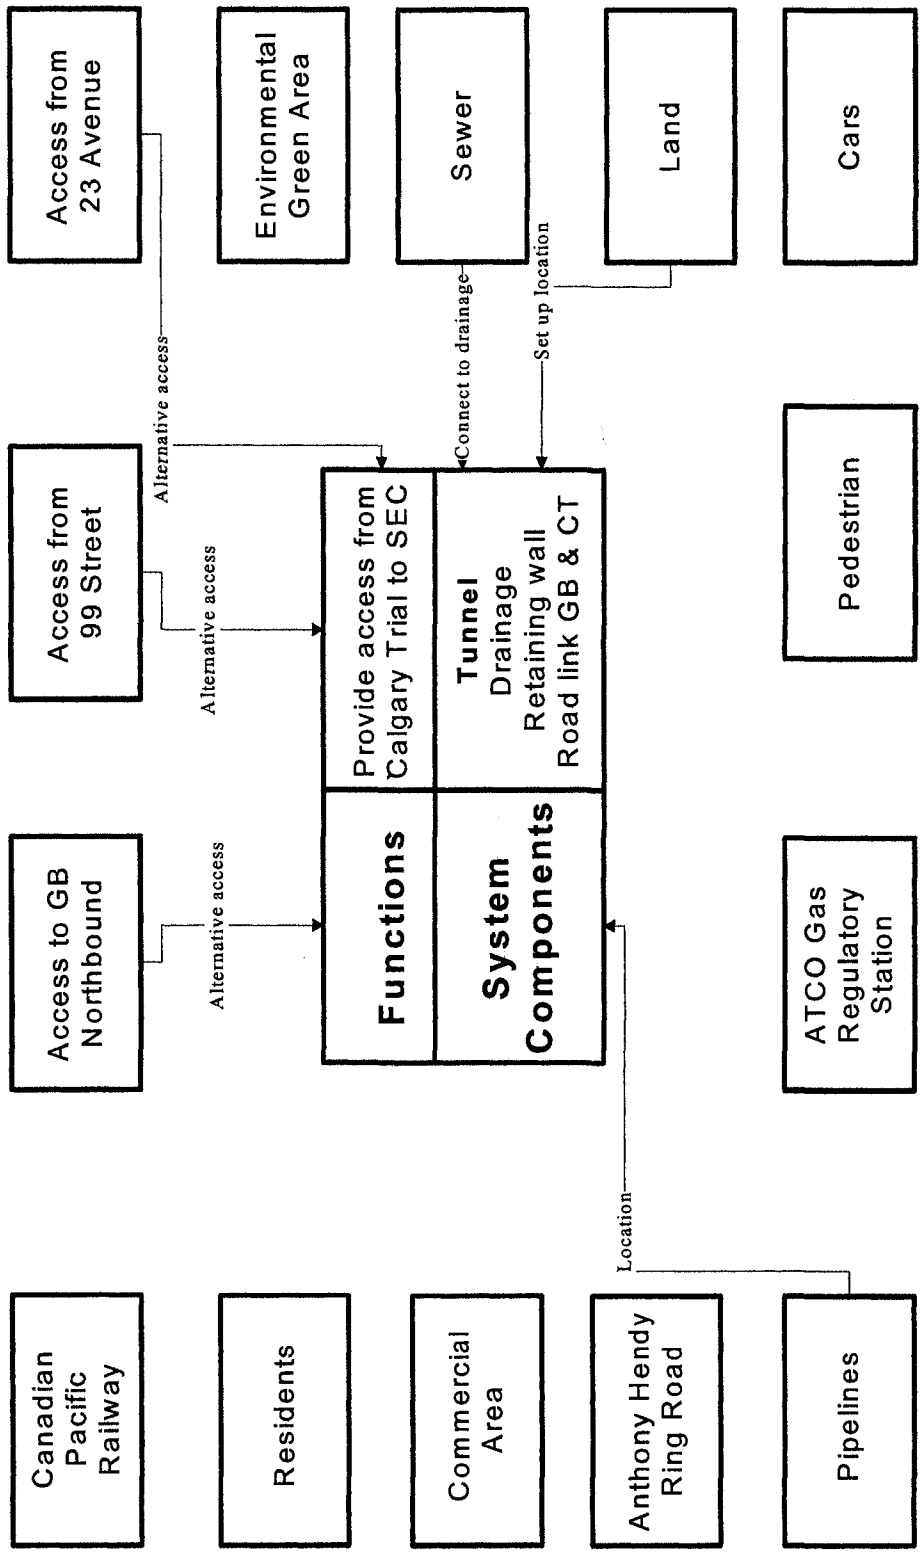 Canadian
Pacific
Railway
Access to GB
Northbound
Access from
99 Street
Access from
23 Avenue
Alternative access
Alternative access
Alternative access
Residents
Environmental
Green Area
Functions
Provide access from
Calgary Trial to SEC
Commercial
Area
System
Components
Tunnel
Drainage
Retaining wall
Road link GB & CT
Connect to drainage
Sewer
Set up location
Anthony Hendy
Ring Road
Location
Land
Pipelines
ATCO Gas
Regulatory
Station
Pedestrian
Cars